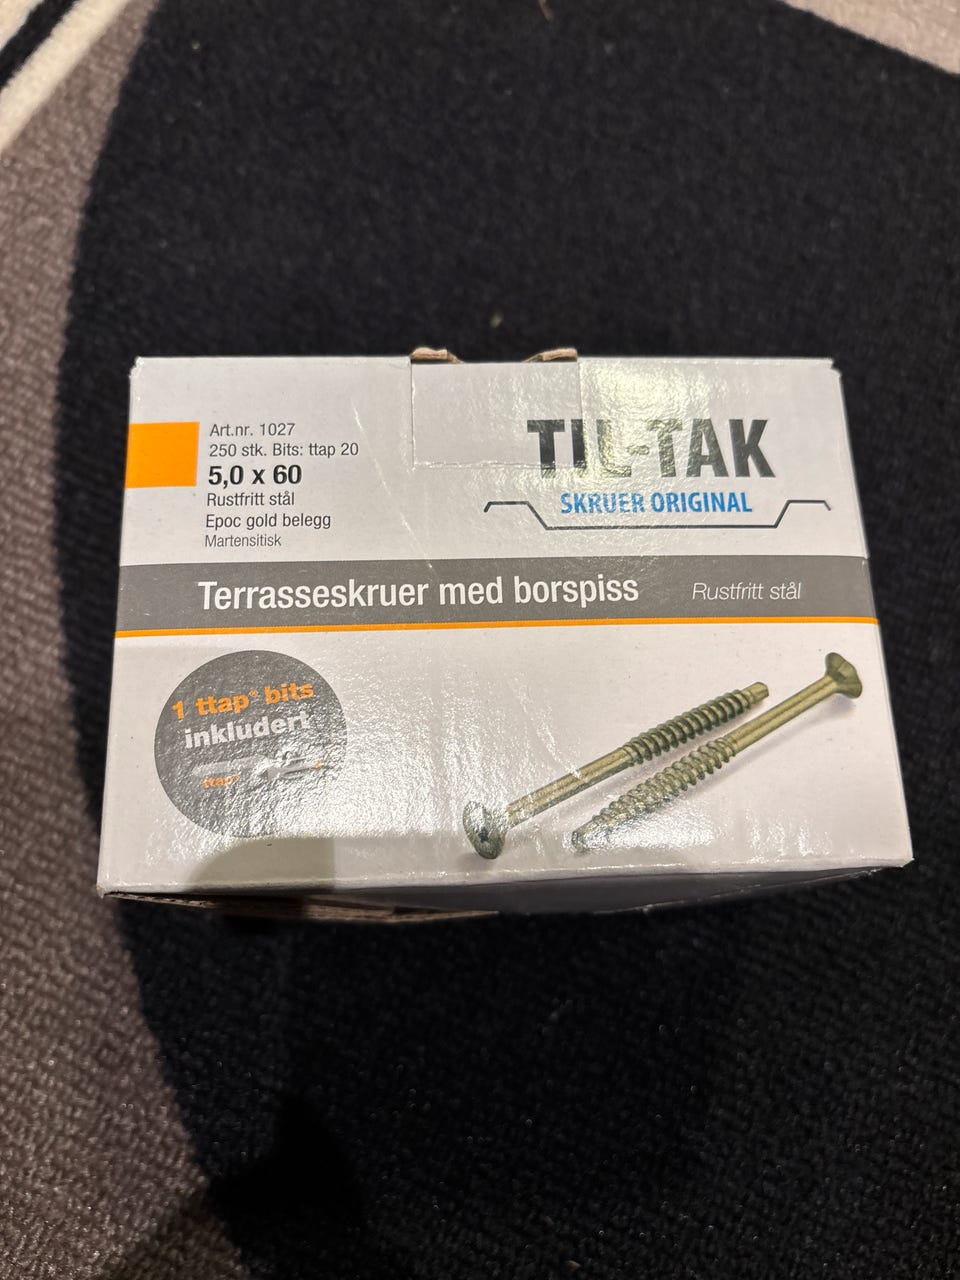 Art.nr. 1027
250 stk. Bits: ttap 20
5,0 x 60
Rustfritt stål
Epoc gold belegg
Martensitisk
TIL-TAK
SKRUER ORIGINAL
Terrasseskruer med borspiss
Rustfritt stål
1 ttap® bits
inkludert
ttap®